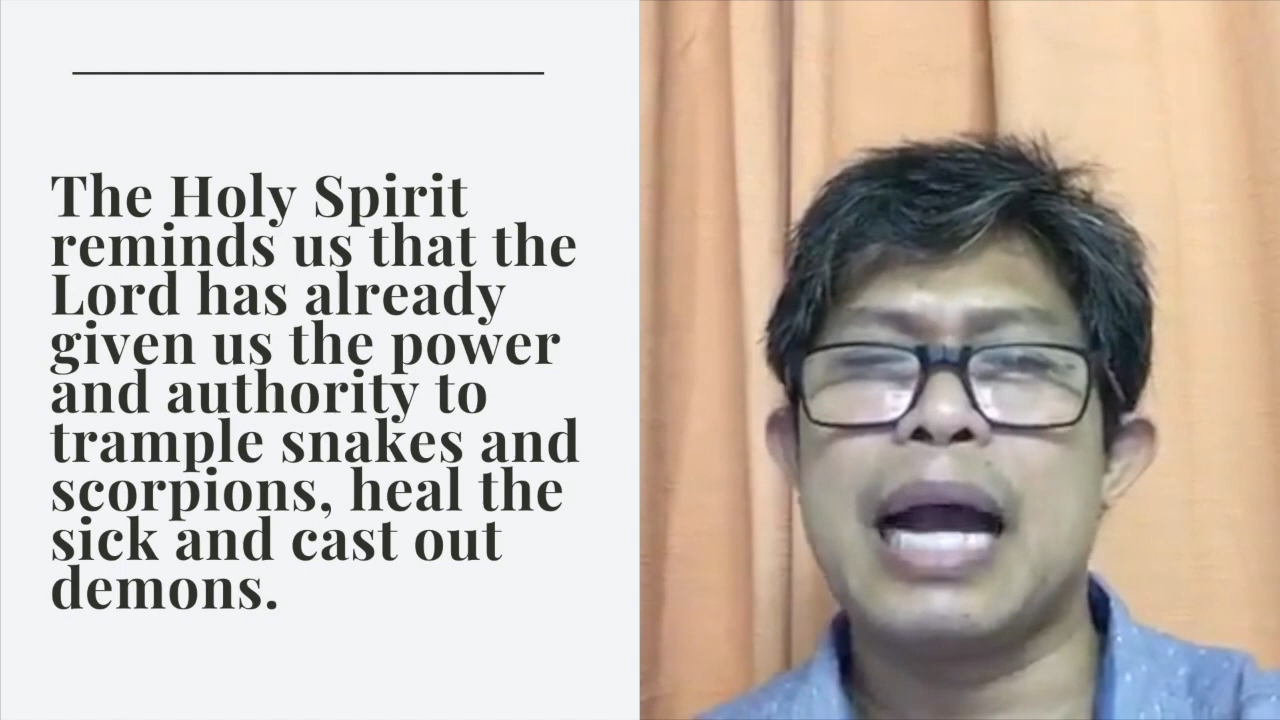 The Holy Spirit
reminds us that the
Lord has already
given us the power
and authority to
trample snakes and
scorpions, heal the
sick and cast out
demons.